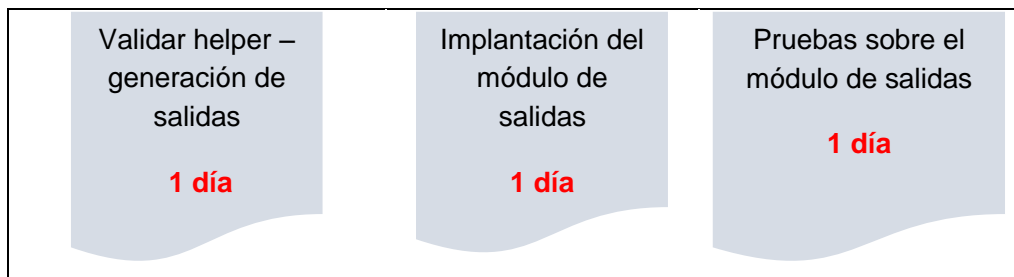 Validar helper –
generación de
salidas
1 día
Implantación del
módulo de
salidas
1 día
Pruebas sobre el
módulo de salidas
1 día